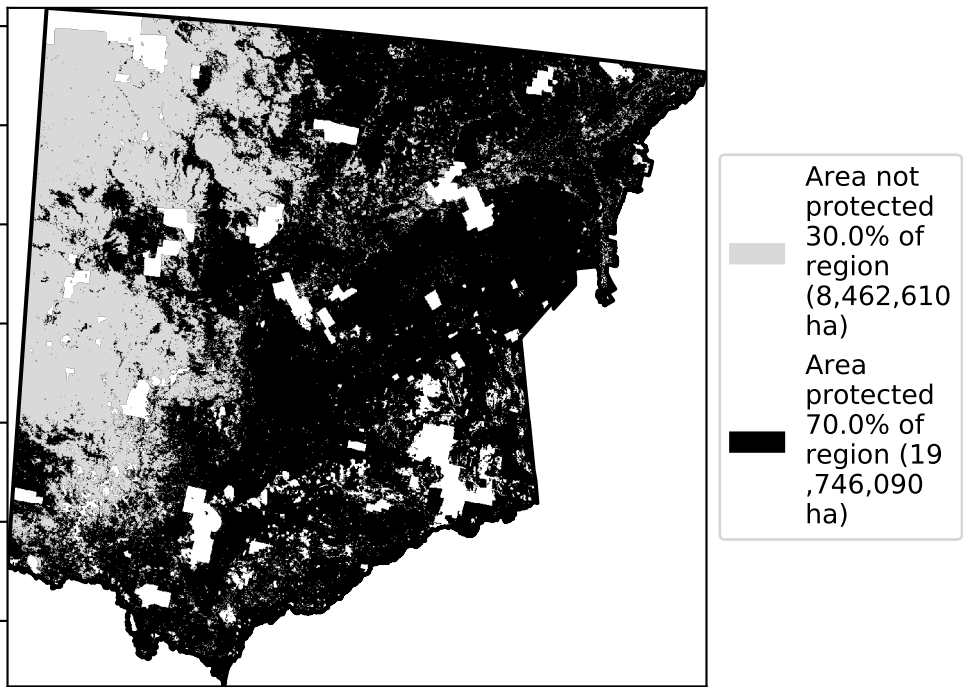 Area not
protected
30.0% of
region
(8,462,610
ha)
Area
protected
70.0% of
region (19
,746,090
ha)